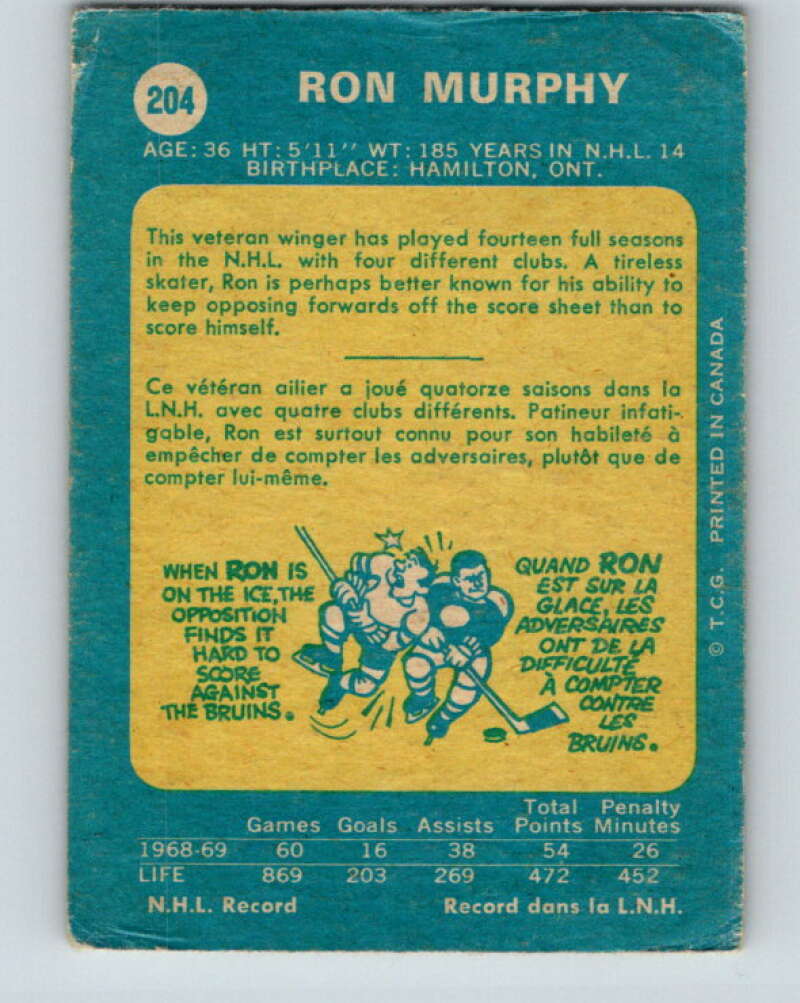 204
RON MURPHY
AGE: 36 HT: 5'11" WT: 185 YEARS IN N.H.L. 14
BIRTHPLACE: HAMILTON, ONT.
This veteran winger has played fourteen full seasons
in the N.H.L. with four different clubs. A tireless
skater, Ron is perhaps better known for his ability to
keep opposing forwards off the score sheet than to
score himself.
Ce vétéran ailier a joué quatorze saisons dans la
L.N.H. avec quatre clubs différents. Patineur infati-
gable, Ron est surtout connu pour son habileté à
empêcher de compter les adversaires, plutôt que de
compter lui-même.
WHEN RON IS
ON THE ICE, THE
OPPOSITION
FINDS IT
HARD TO
SCORE
AGAINST
THE BRUINS.
QUAND RON
EST SUR LA
GLACE, LES
ADVERSAIRES
ONT DE LA
DIFFICULTÉ
À COMPTER
CONTRE
LES
BRUINS.
© T.C.G. PRINTED IN CANADA
Games Goals Assists Total Points Penalty Minutes
1968-69 60 16 38 54 26
LIFE 869 203 269 472 452
N.H.L. Record Record dans la L.N.H.